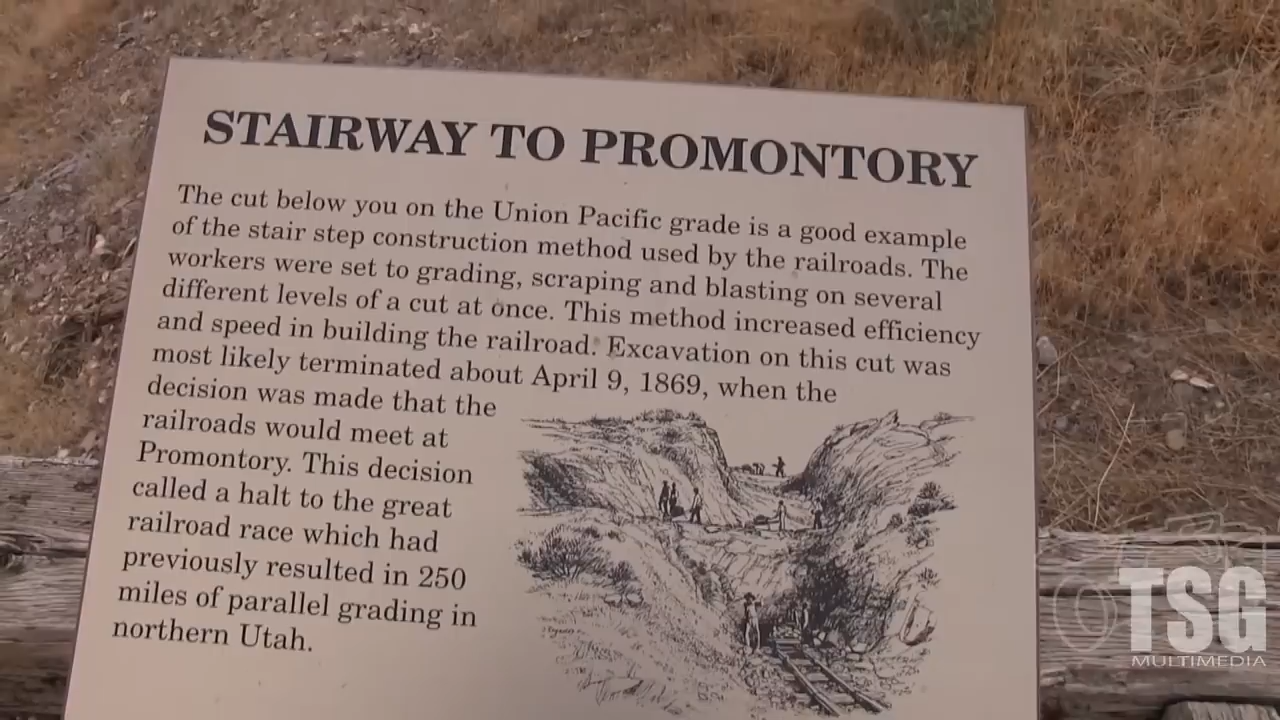 STAIRWAY TO PROMONTORY
The cut below you on the Union Pacific grade is a good example
of the stair step construction method used by the railroads. The
workers were set to grading, scraping and blasting on several
different levels of a cut at once. This method increased efficiency
and speed in building the railroad. Excavation on this cut was
most likely terminated about April 9, 1869, when the
decision was made that the
railroads would meet at
Promontory. This decision
called a halt to the great
railroad race which had
previously resulted in 250
miles of parallel grading in
northern Utah.
TSG
MULTIMEDIA